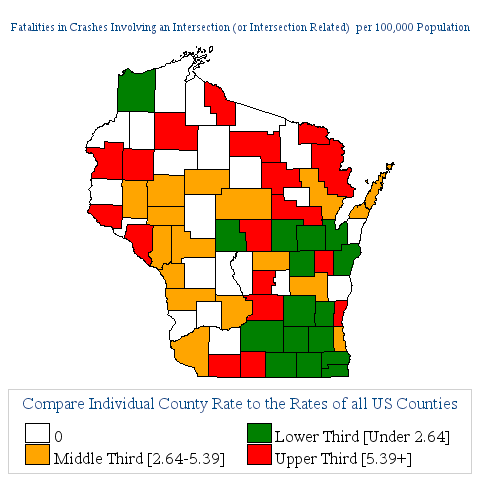 Fatalities in Crashes Involving an Intersection (or Intersection Related) per 100,000 Population
Compare Individual County Rate to the Rates of all US Counties
0
Lower Third [Under 2.64]
Middle Third [2.64-5.39]
Upper Third [5.39+]